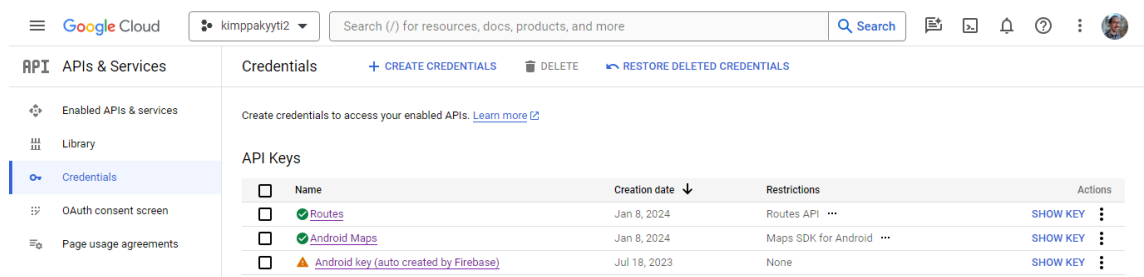 Google Cloud
kimppakyyti2
Search (/) for resources, docs, products, and more
Search
API APIs & Services
Credentials
+ CREATE CREDENTIALS
DELETE
RESTORE DELETED CREDENTIALS
Enabled APIs & services
Library
Credentials
OAuth consent screen
Page usage agreements
Create credentials to access your enabled APIs. Learn more
API Keys
Name Creation date Restrictions Actions
Routes Jan 8, 2024 Routes API ··· SHOW KEY
Android Maps Jan 8, 2024 Maps SDK for Android ··· SHOW KEY
Android key (auto created by Firebase) Jul 18, 2023 None SHOW KEY